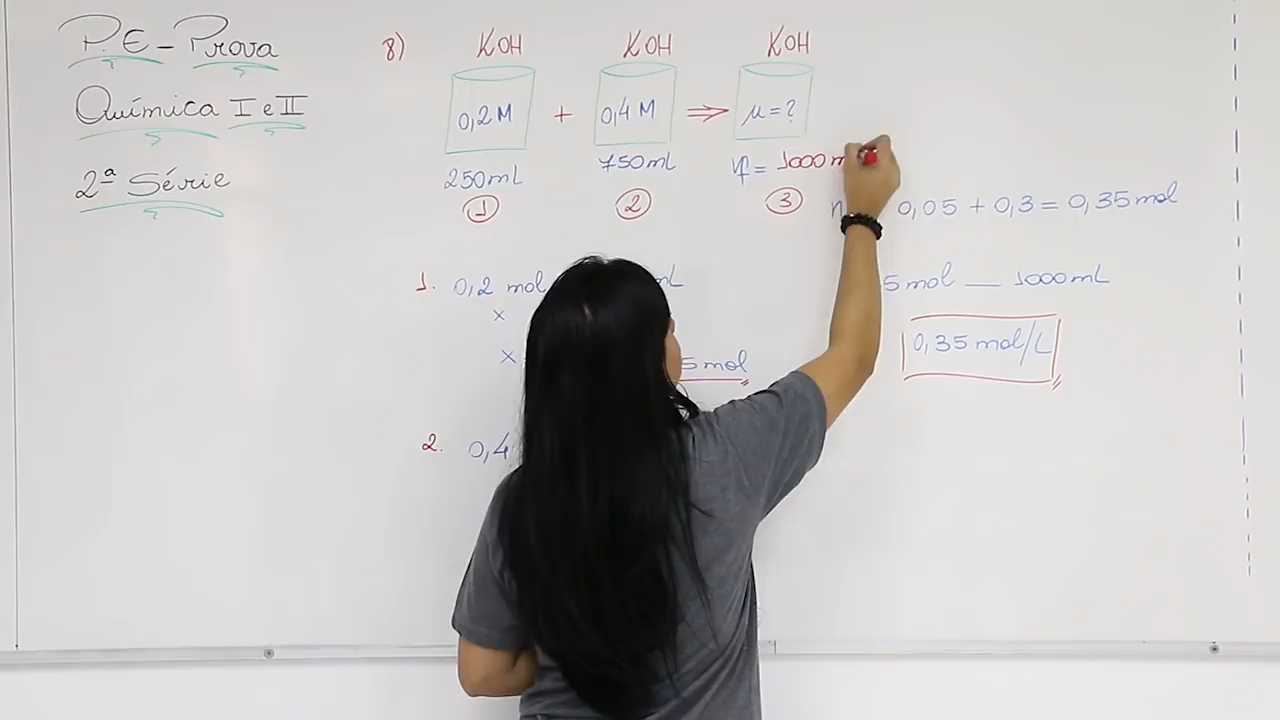 P.E - Prova
Química I e II
2ª Série
8) KOH KOH KOH
0,2 M + 0,4 M ⇒ μ = ?
250 mL 750 mL Vf = 1000 m
1 2 3
n 0,05 + 0,3 = 0,35 mol
1. 0,2 mol mL
5 mol — 1000 mL
x
0,35 mol/L
x 5 mol
2. 0,4